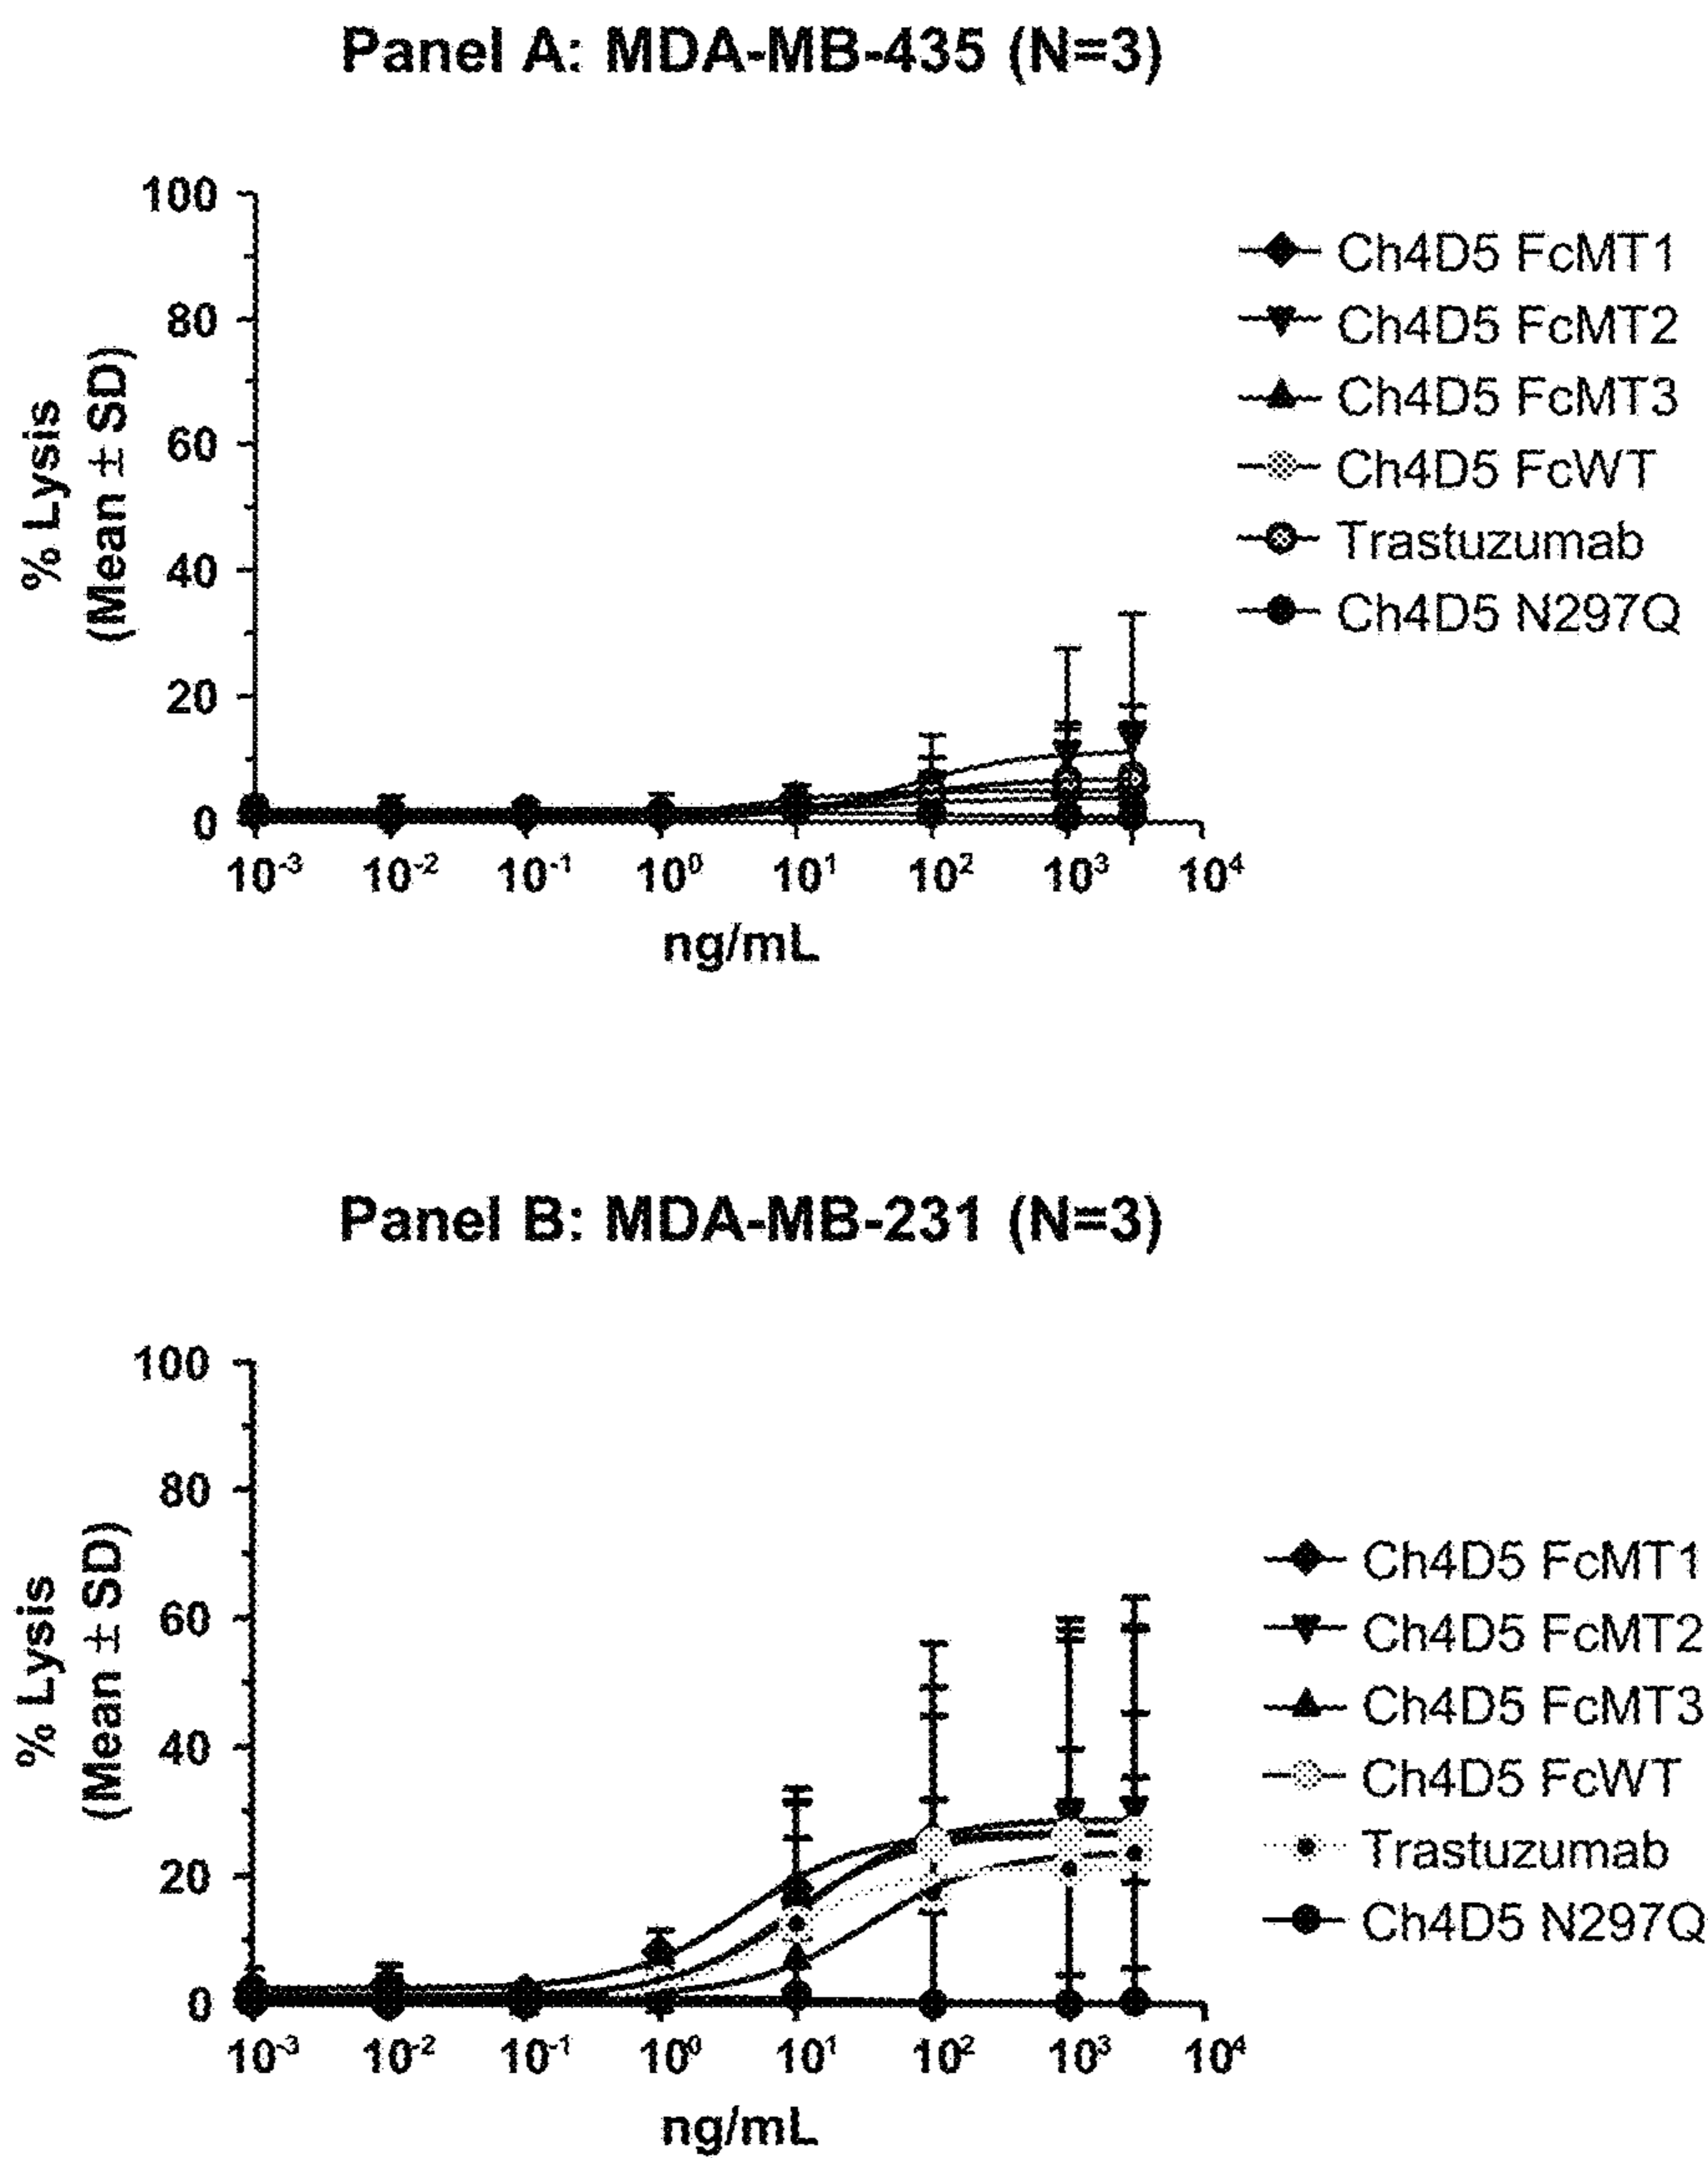 Panel A: MDA-MB-435 (N=3)
% Lysis
(Mean ± SD)
100
80
60
40
20
0
10⁻³ 10⁻² 10⁻¹ 10⁰ 10¹ 10² 10³ 10⁴
ng/mL
Ch4D5 FcMT1
Ch4D5 FcMT2
Ch4D5 FcMT3
Ch4D5 FcWT
Trastuzumab
Ch4D5 N297Q
Panel B: MDA-MB-231 (N=3)
% Lysis
(Mean ± SD)
100
80
60
40
20
0
10⁻³ 10⁻² 10⁻¹ 10⁰ 10¹ 10² 10³ 10⁴
ng/mL
Ch4D5 FcMT1
Ch4D5 FcMT2
Ch4D5 FcMT3
Ch4D5 FcWT
Trastuzumab
Ch4D5 N297Q